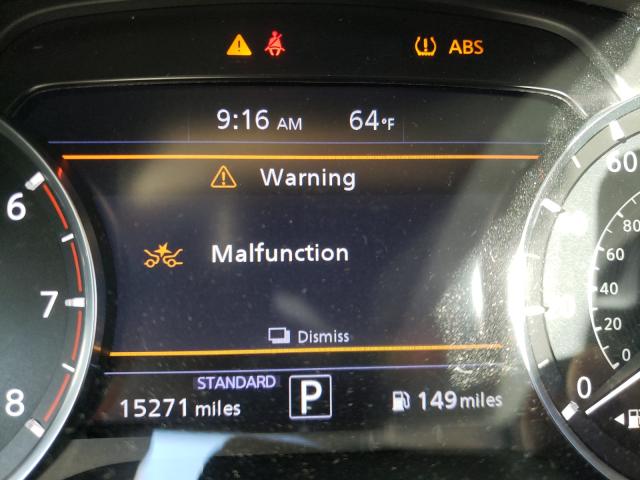 ABS
9:16 AM 64°F
Warning
Malfunction
Dismiss
STANDARD
15271 miles P 149 miles
6
7
8
60
0
80
60
40
20
0